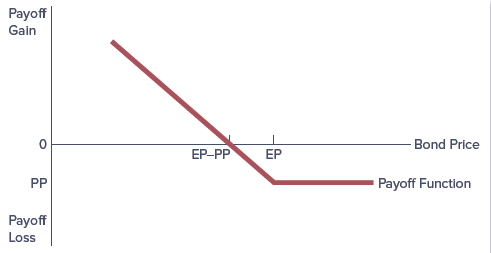 Payoff
Gain
0
Bond Price
EP–PP
EP
PP
Payoff Function
Payoff
Loss